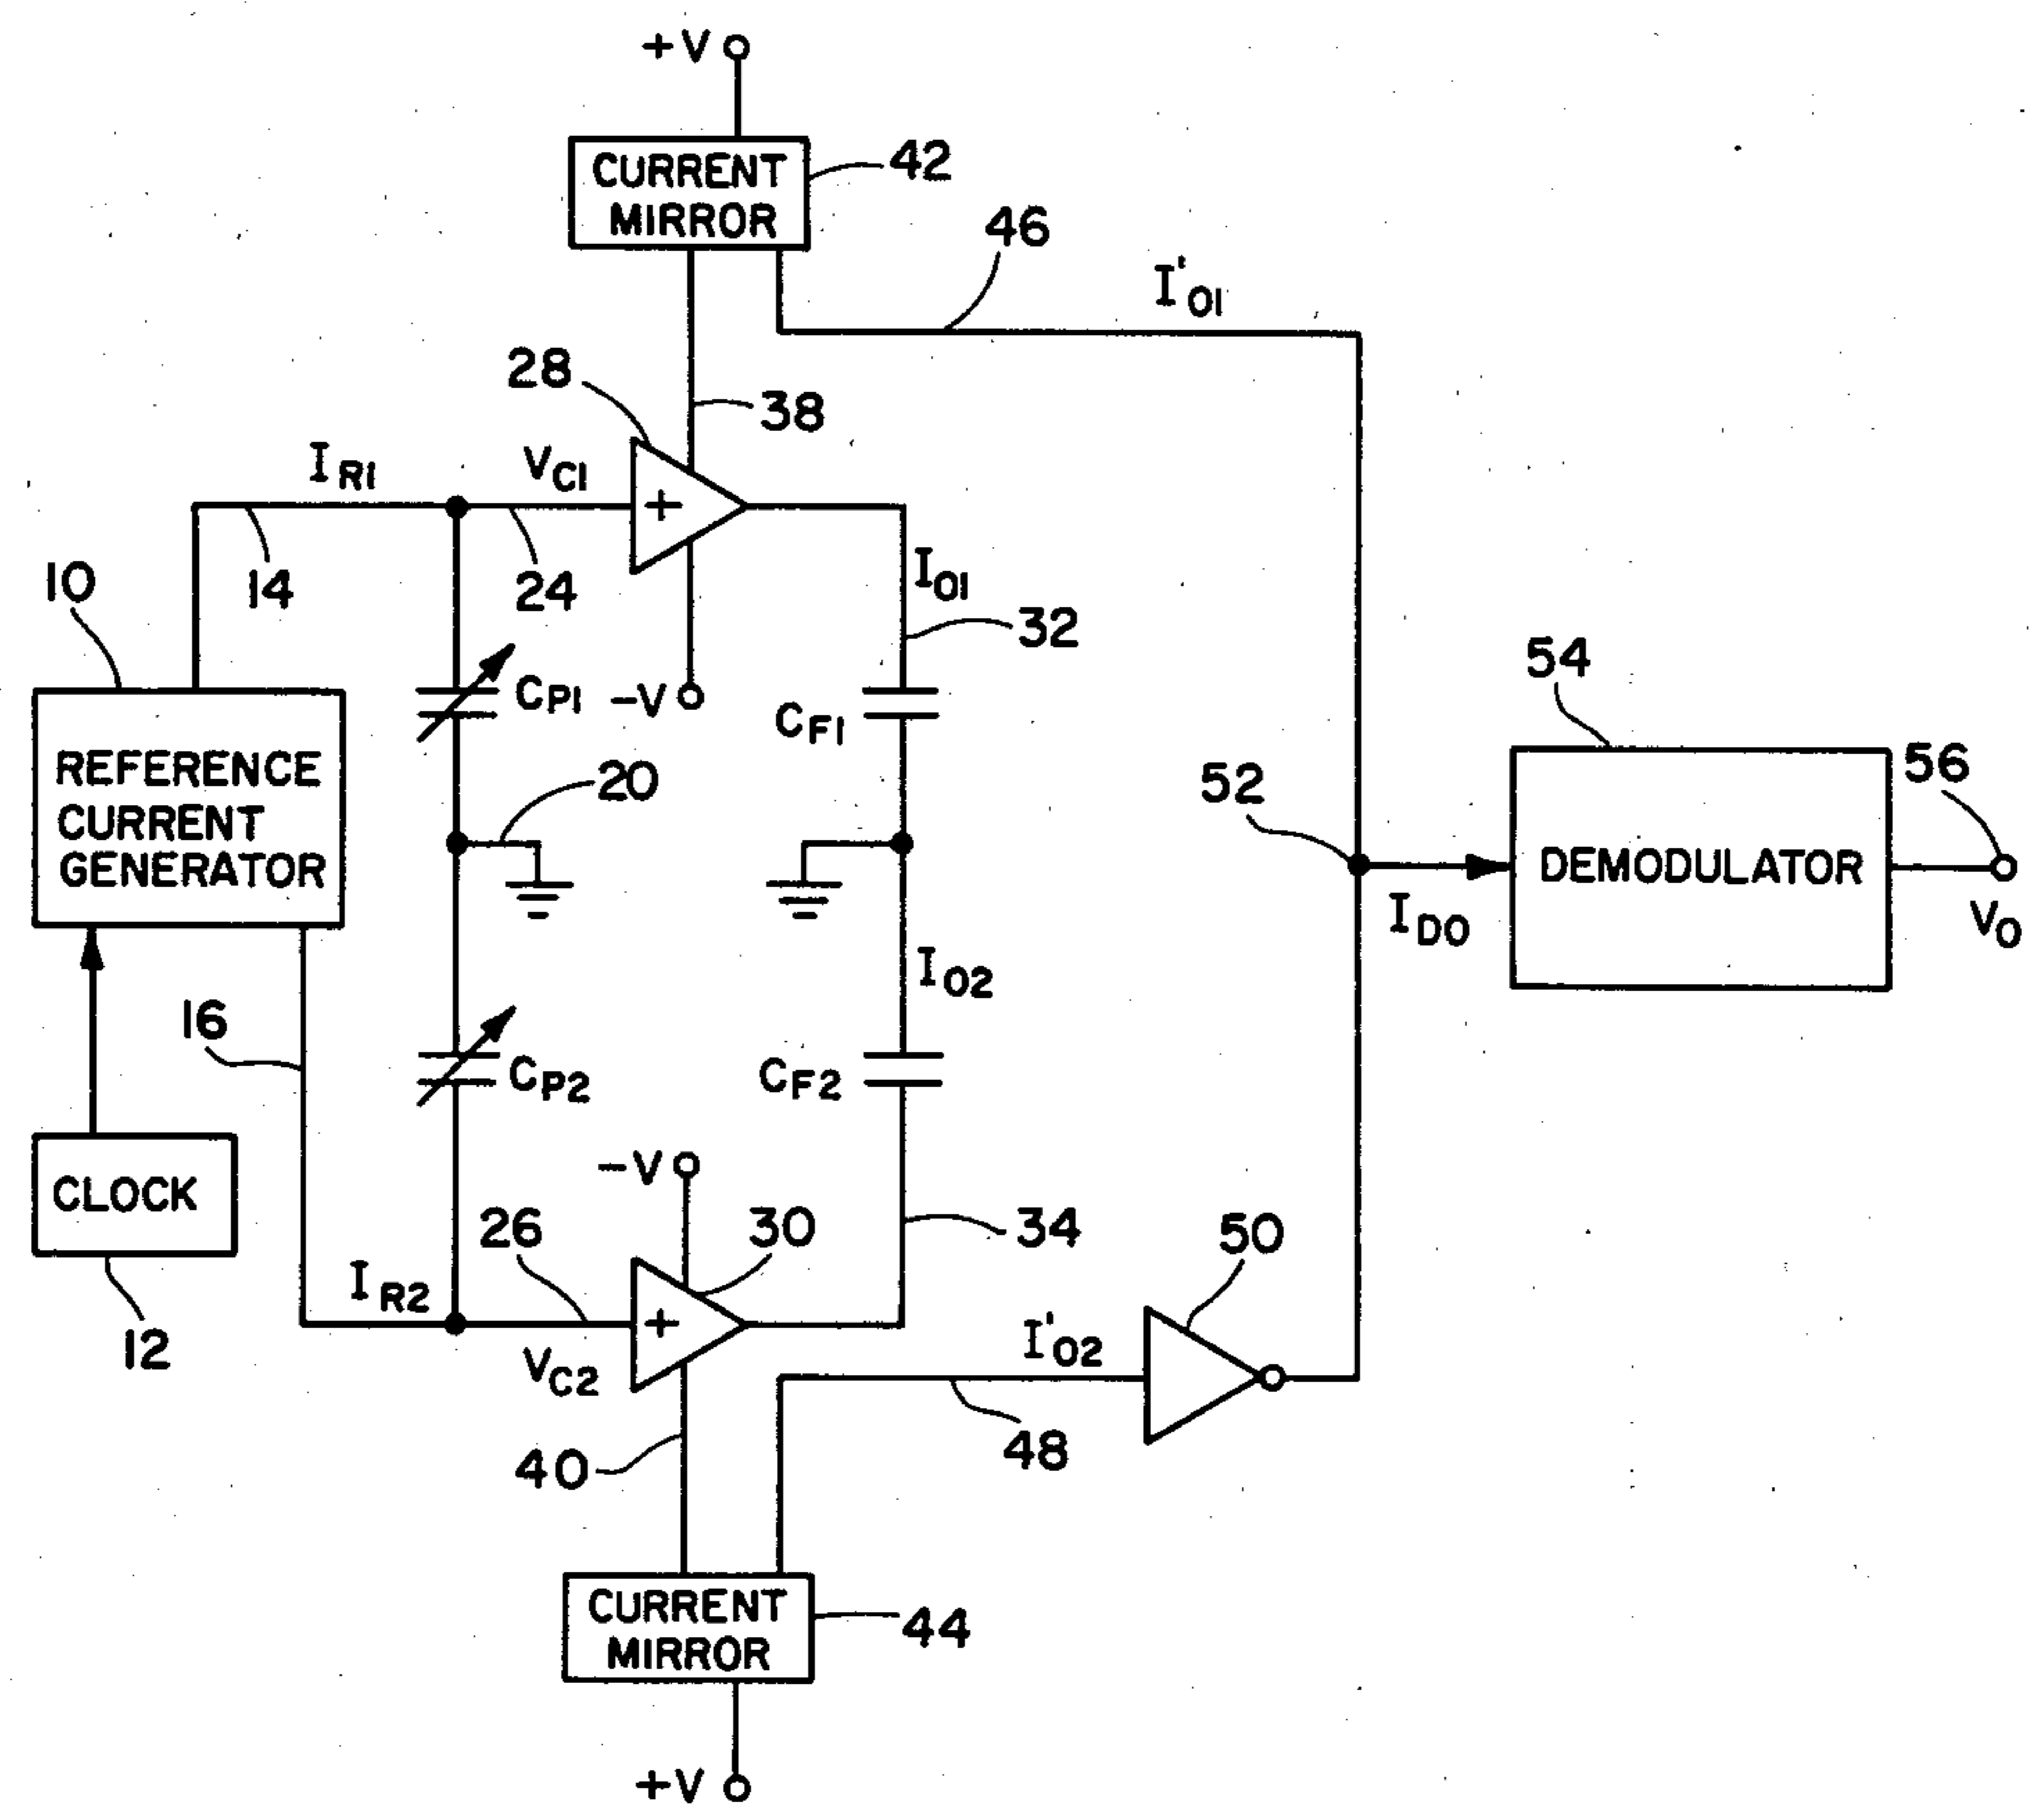 +V
CURRENT
MIRROR
42
46
I'O1
28
38
IR1
VC1
14
24
IO1
32
10
CP1
-V
CF1
54
REFERENCE
CURRENT
GENERATOR
20
52
56
DEMODULATOR
IDO
VO
IO2
16
CP2
CF2
CLOCK
-V
26
30
34
50
12
IR2
VC2
I'O2
40
48
CURRENT
MIRROR
44
+V
+
+